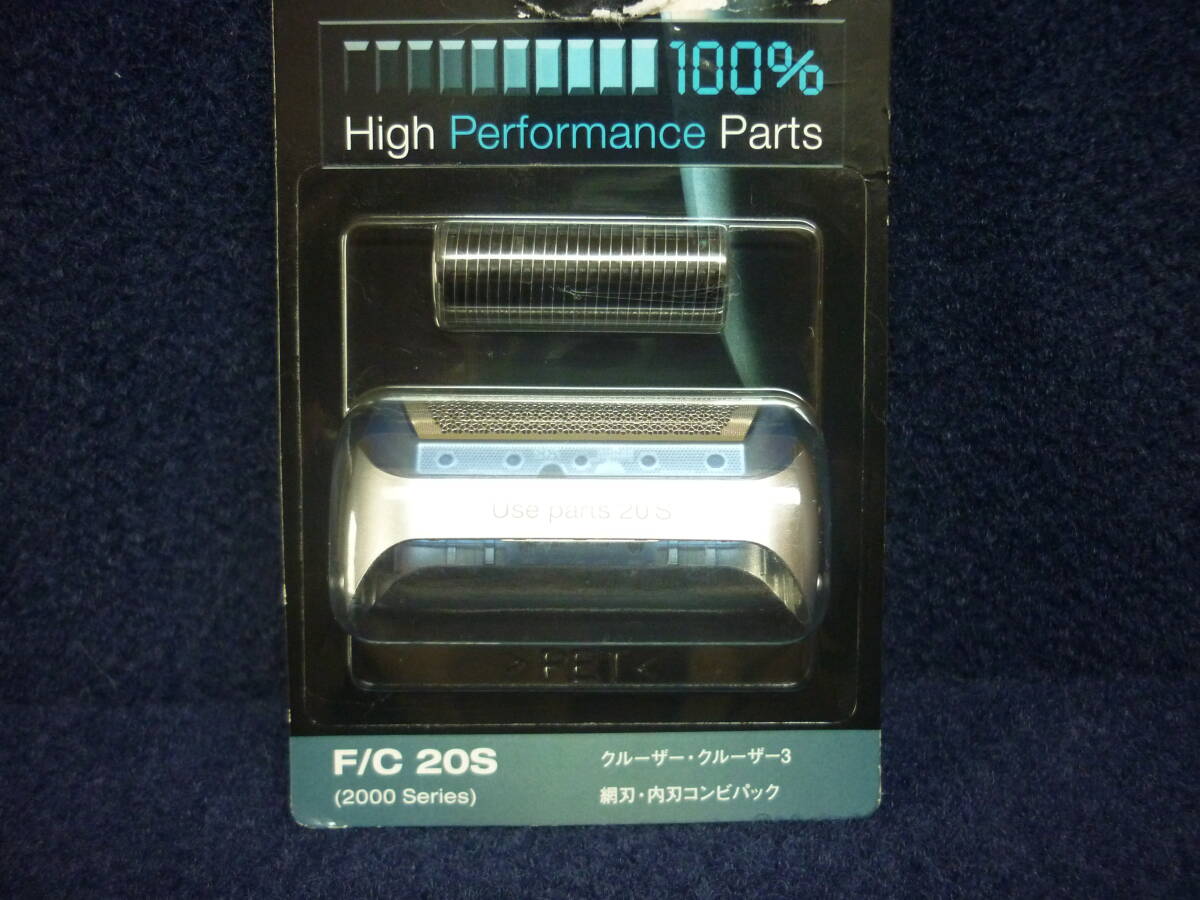 100%
High Performance Parts
Use parts 20 S
>PET<
F/C 20S
(2000 Series)
クルーザー・クルーザー3
網刃・内刃コンビパック